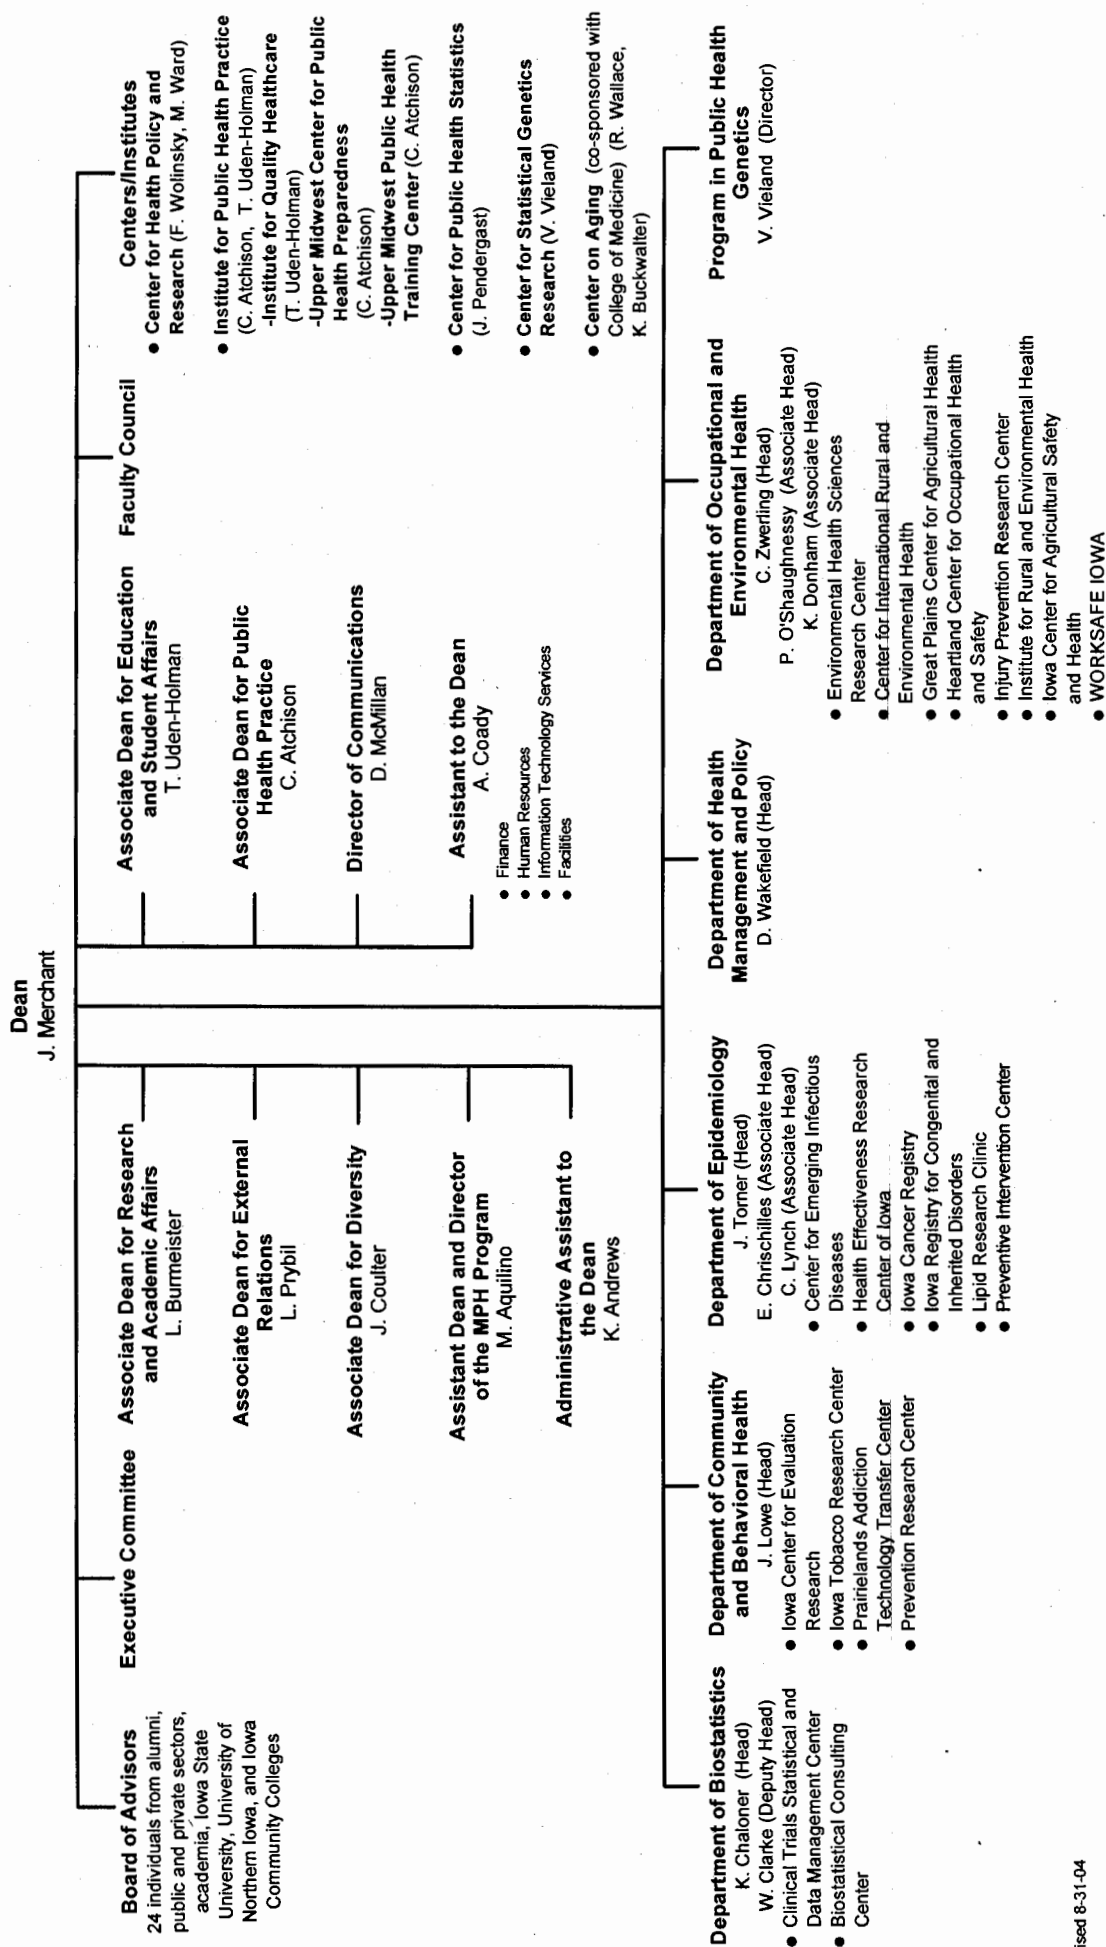 Dean
J. Merchant
Board of Advisors
24 individuals from alumni,
public and private sectors,
academia, Iowa State
University, University of
Northern Iowa, and Iowa
Community Colleges
Executive Committee
Associate Dean for Research
and Academic Affairs
L. Burmeister
Associate Dean for External
Relations
L. Prybil
Associate Dean for Diversity
J. Coulter
Assistant Dean and Director
of the MPH Program
M. Aquilino
Administrative Assistant to
the Dean
K. Andrews
Associate Dean for Education
and Student Affairs
T. Uden-Holman
Associate Dean for Public
Health Practice
C. Atchison
Director of Communications
D. McMillan
Assistant to the Dean
A. Coady
● Finance
● Human Resources
● Information Technology Services
● Facilities
Faculty Council
Centers/Institutes
● Center for Health Policy and
Research (F. Wolinsky, M. Ward)
● Institute for Public Health Practice
(C. Atchison, T. Uden-Holman)
-Institute for Quality Healthcare
(T. Uden-Holman)
-Upper Midwest Center for Public
Health Preparedness
(C. Atchison)
-Upper Midwest Public Health
Training Center (C. Atchison)
● Center for Public Health Statistics
(J. Pendergast)
● Center for Statistical Genetics
Research (V. Vieland)
● Center on Aging (co-sponsored with
College of Medicine) (R. Wallace,
K. Buckwalter)
Department of Biostatistics
K. Chaloner (Head)
W. Clarke (Deputy Head)
● Clinical Trials Statistical and
Data Management Center
● Biostatistical Consulting
Center
Department of Community
and Behavioral Health
J. Lowe (Head)
● Iowa Center for Evaluation
Research
● Iowa Tobacco Research Center
● Prairielands Addiction
Technology Transfer Center
● Prevention Research Center
Department of Epidemiology
J. Torner (Head)
E. Chrischilles (Associate Head)
C. Lynch (Associate Head)
● Center for Emerging Infectious
Diseases
● Health Effectiveness Research
Center of Iowa
● Iowa Cancer Registry
● Iowa Registry for Congenital and
Inherited Disorders
● Lipid Research Clinic
● Preventive Intervention Center
Department of Health
Management and Policy
D. Wakefield (Head)
Department of Occupational and
Environmental Health
C. Zwerling (Head)
P. O'Shaughnessy (Associate Head)
K. Donham (Associate Head)
● Environmental Health Sciences
Research Center
● Center for International Rural and
Environmental Health
● Great Plains Center for Agricultural Health
● Heartland Center for Occupational Health
and Safety
● Injury Prevention Research Center
● Institute for Rural and Environmental Health
● Iowa Center for Agricultural Safety
and Health
● WORKSAFE IOWA
Program in Public Health
Genetics
V. Vieland (Director)
ised 8-31-04